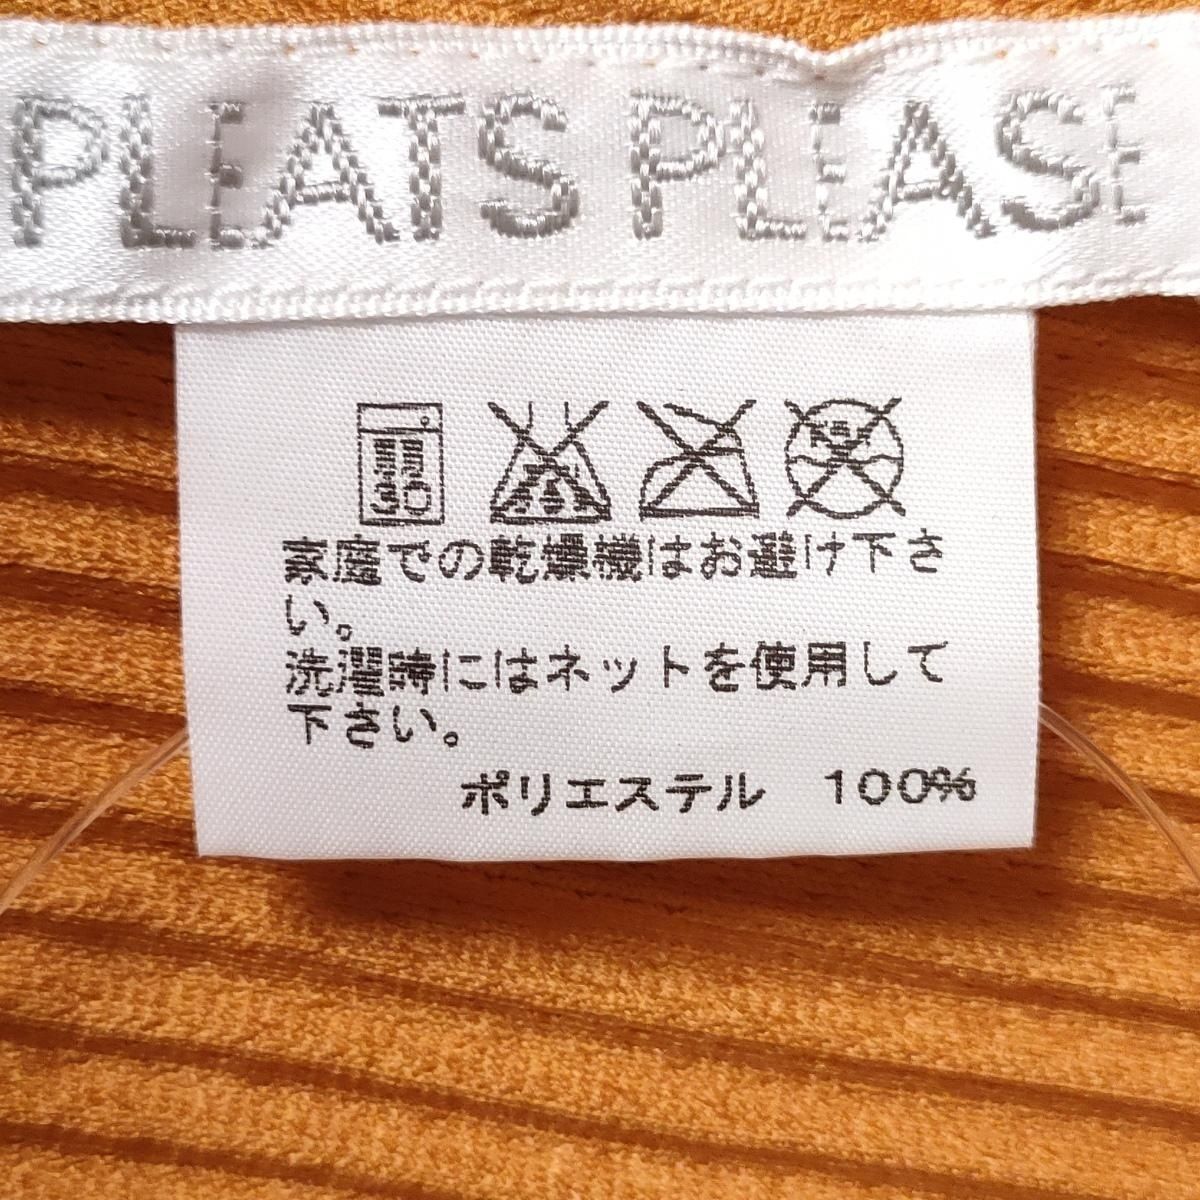 PLEATS PLEASE
家庭での乾燥機はお避け下さ
い。
洗濯時にはネットを使用して
下さい。
ポリエステル 100%